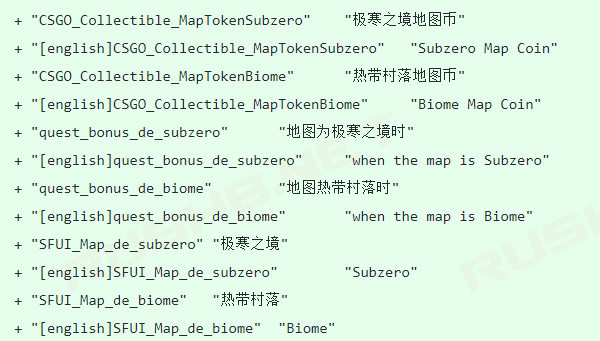 + "CSGO_Collectible_MapTokenSubzero" "极寒之境地图币"
+ "[english]CSGO_Collectible_MapTokenSubzero" "Subzero Map Coin"
+ "CSGO_Collectible_MapTokenBiome" "热带村落地图币"
+ "[english]CSGO_Collectible_MapTokenBiome" "Biome Map Coin"
+ "quest_bonus_de_subzero" "地图为极寒之境时"
+ "[english]quest_bonus_de_subzero" "when the map is Subzero"
+ "quest_bonus_de_biome" "地图热带村落时"
+ "[english]quest_bonus_de_biome" "when the map is Biome"
+ "SFUI_Map_de_subzero" "极寒之境"
+ "[english]SFUI_Map_de_subzero" "Subzero"
+ "SFUI_Map_de_biome" "热带村落"
+ "[english]SFUI_Map_de_biome" "Biome"